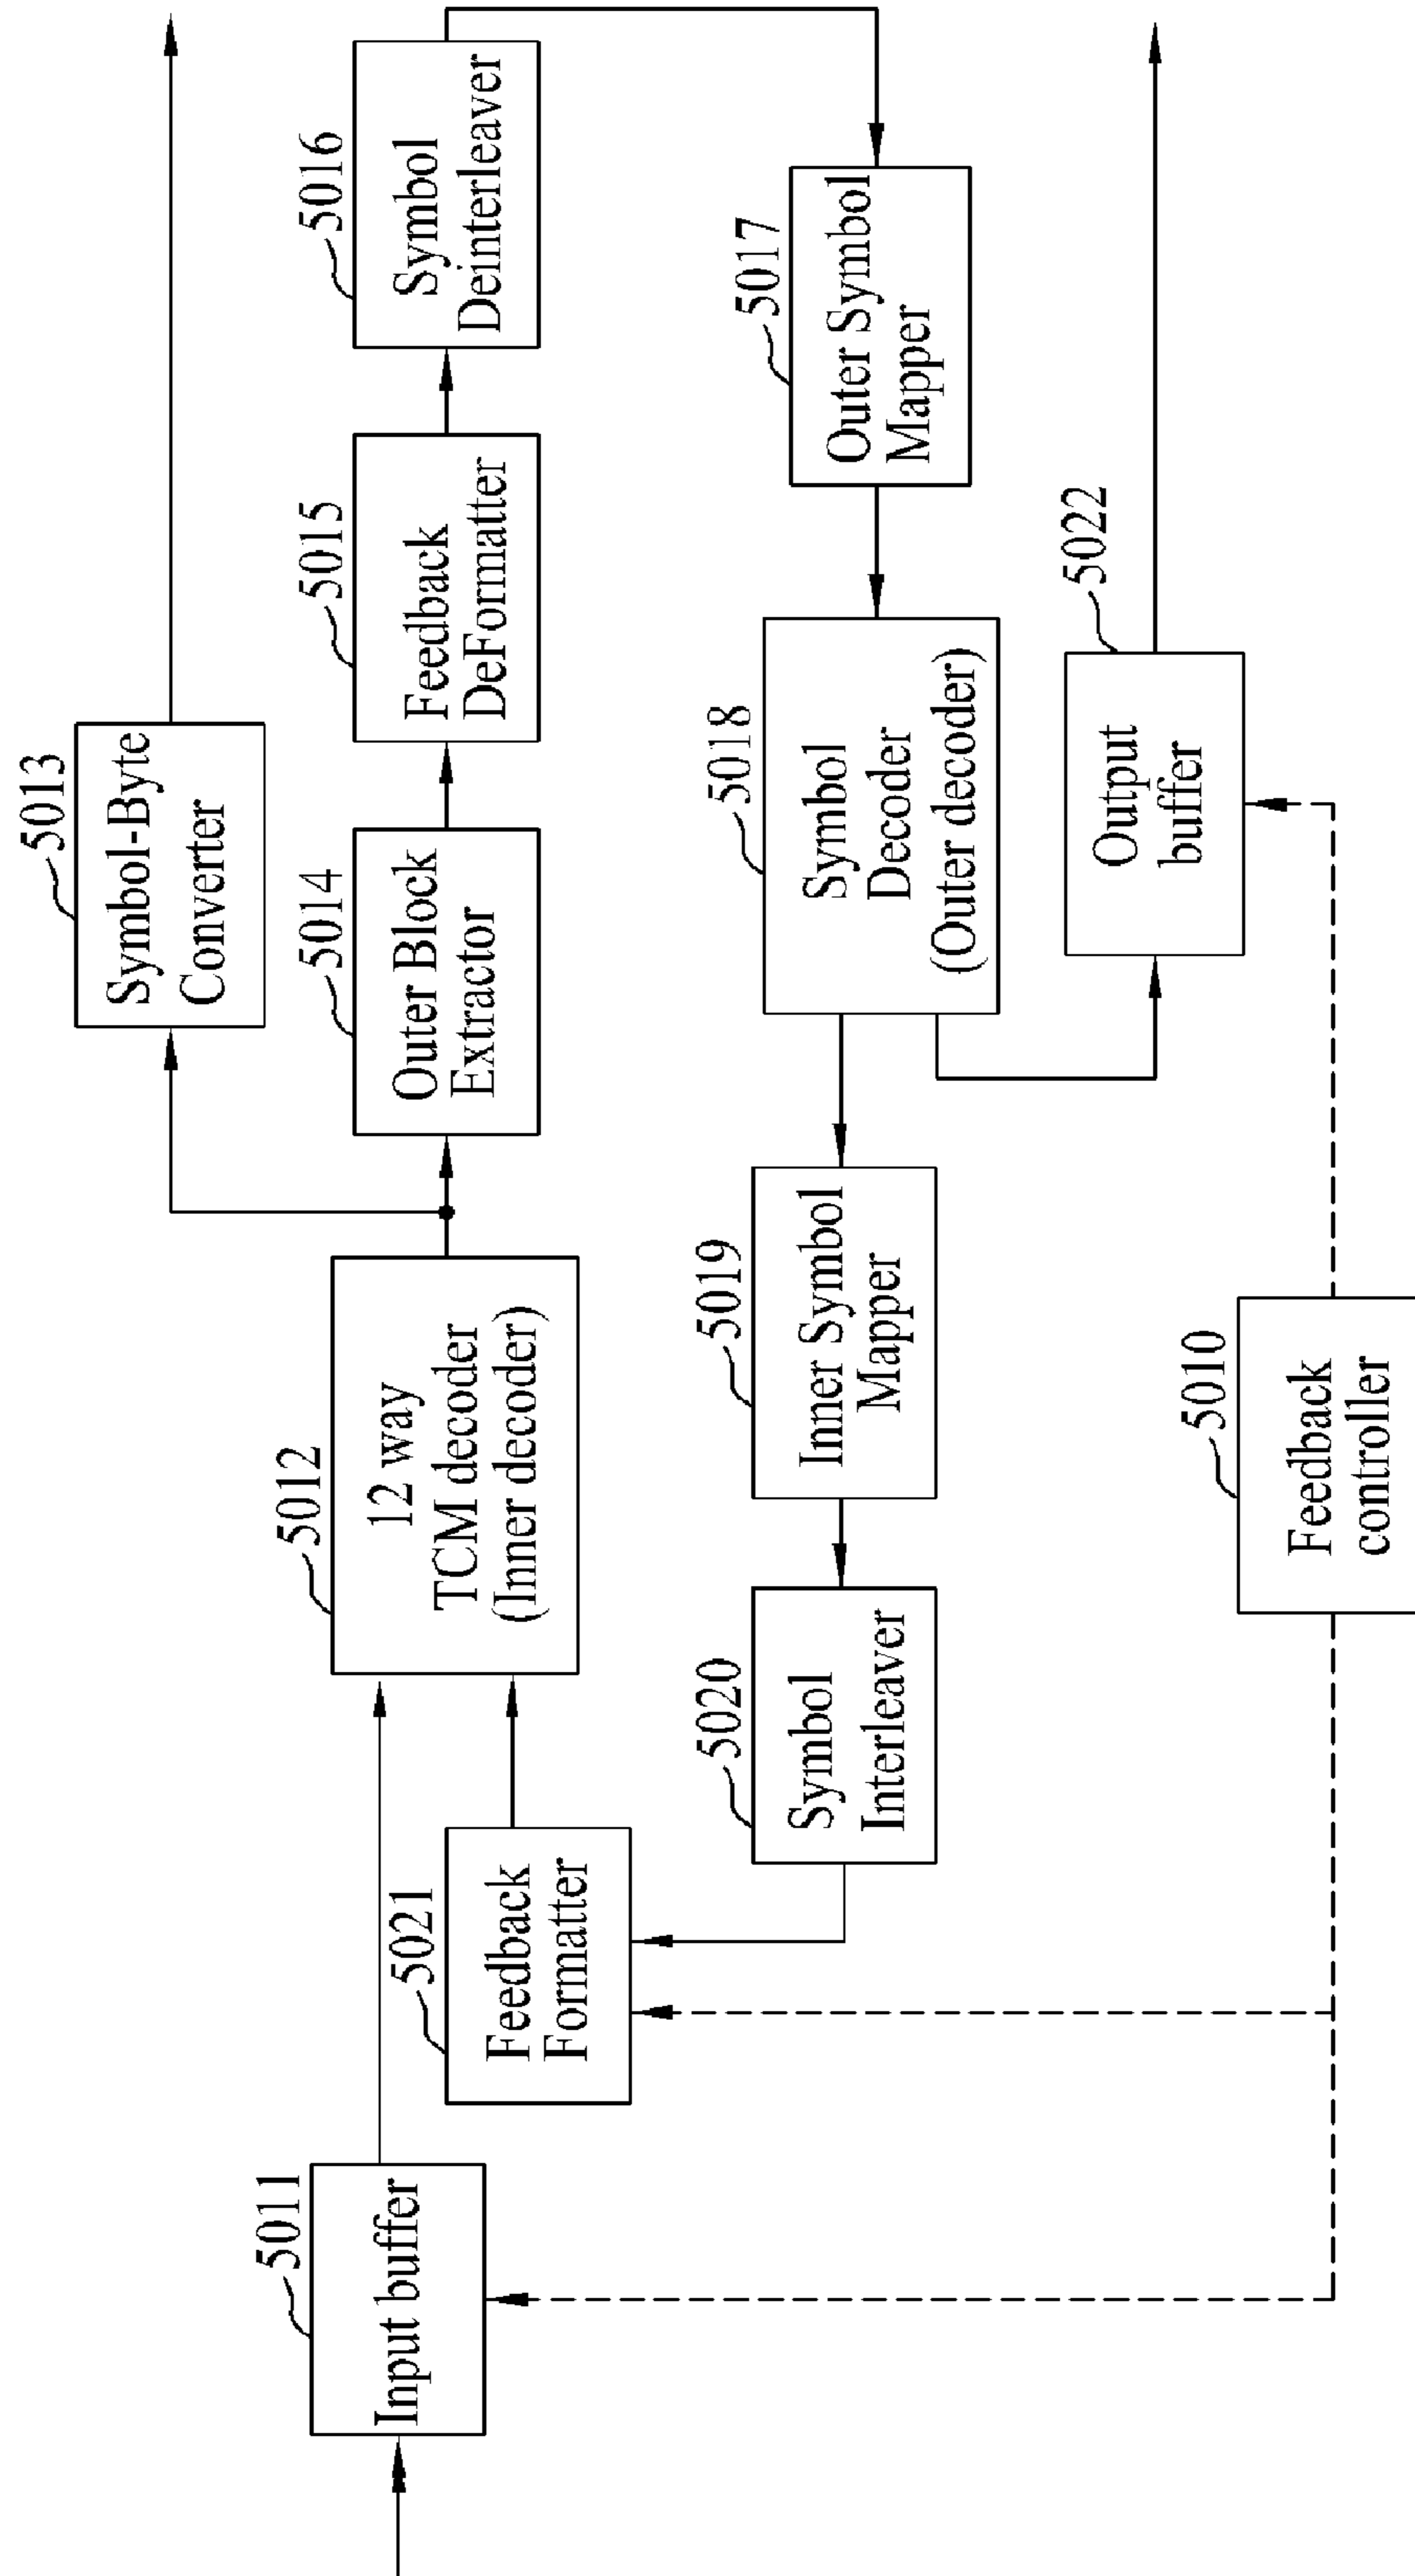 5013
Symbol-Byte
Converter
5011
Input buffer
5012
12 way
TCM decoder
(Inner decoder)
5014
Outer Block
Extractor
5015
Feedback
DeFormatter
5016
Symbol
Deinterleaver
5021
Feedback
Formatter
5020
Symbol
Interleaver
5019
Inner Symbol
Mapper
5018
Symbol
Decoder
(Outer decoder)
5017
Outer Symbol
Mapper
5022
Output
buffer
5010
Feedback
controller